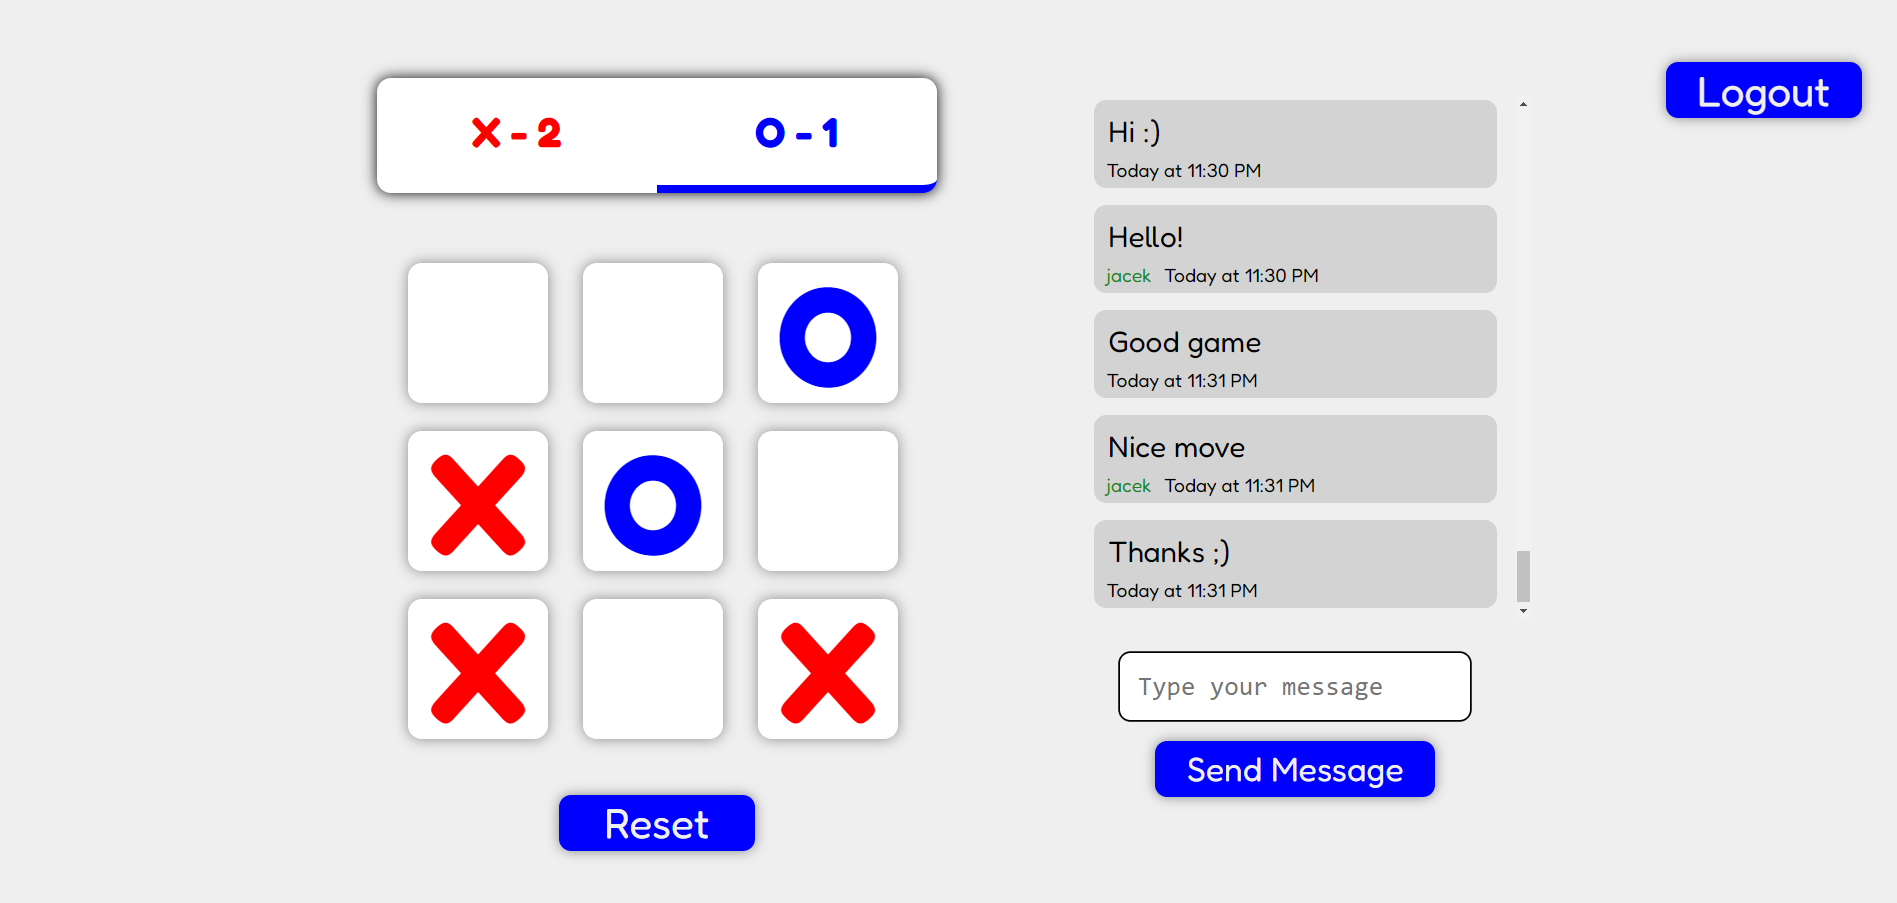 X - 2
O - 1
O
X O
X X
Reset
Hi :)
Today at 11:30 PM
Hello!
jacek Today at 11:30 PM
Good game
Today at 11:31 PM
Nice move
jacek Today at 11:31 PM
Thanks ;)
Today at 11:31 PM
Type your message
Send Message
Logout